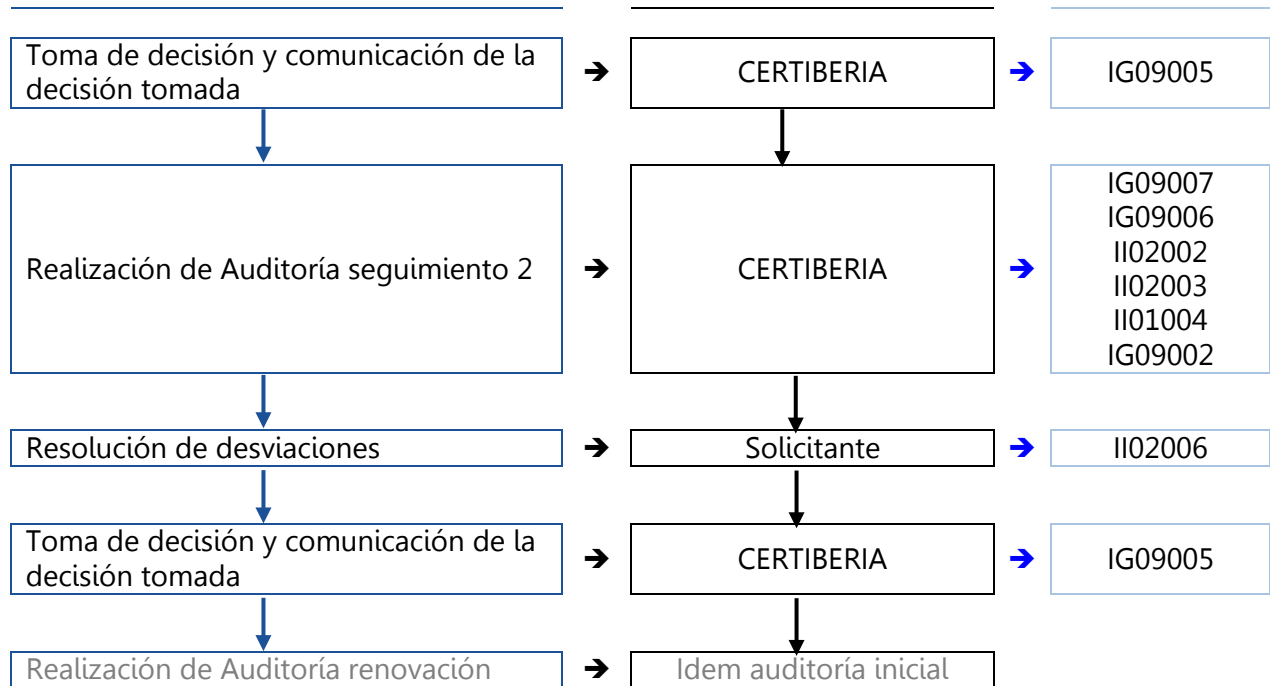 Toma de decisión y comunicación de la
decisión tomada
➔
CERTIBERIA
➔
IG09005
Realización de Auditoría seguimiento 2
➔
CERTIBERIA
➔
IG09007
IG09006
II02002
II02003
II01004
IG09002
Resolución de desviaciones
➔
Solicitante
➔
II02006
Toma de decisión y comunicación de la
decisión tomada
➔
CERTIBERIA
➔
IG09005
Realización de Auditoría renovación
➔
Idem auditoría inicial